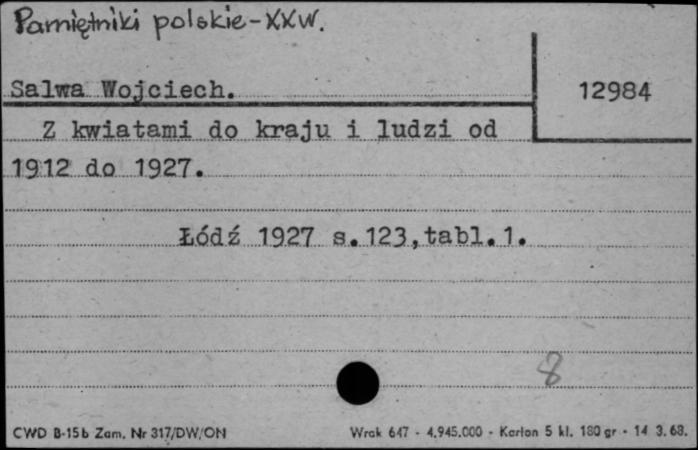 Pamiętniki polskie-XXw.
Salwa Wojciech.
12984
Z kwiatami do kraju i ludzi od
1912 do 1927.
Łódź 1927 s.123,tabl.1.
8
CWD B-15b Zam. Nr 317/DW/ON
Wrak 647 - 4.945.000 - Karton 5 kl. 180 gr - 14 3.68.